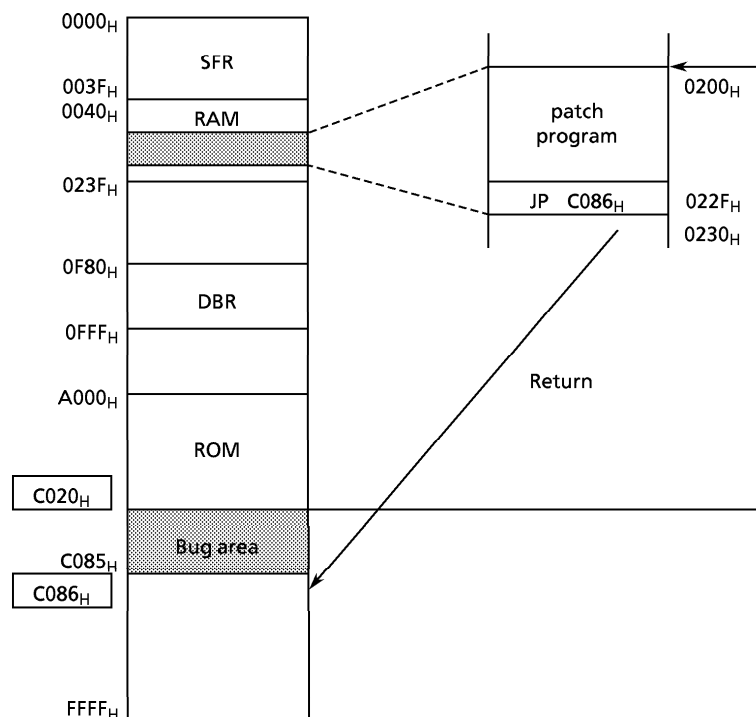 0000H
SFR
003FH
0040H
RAM
023FH
0F80H
DBR
0FFFH
A000H
ROM
C020H
Bug area
C085H
C086H
FFFFH
0200H
patch
program
JP C086H
022FH
0230H
Return